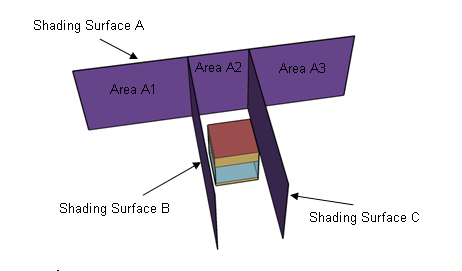 Shading Surface A
Area A1
Area A2
Area A3
Shading Surface B
Shading Surface C